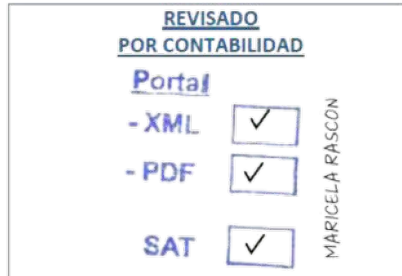 REVISADO
POR CONTABILIDAD
Portal
- XML ✓
- PDF ✓
SAT ✓
MARICELA RASCON